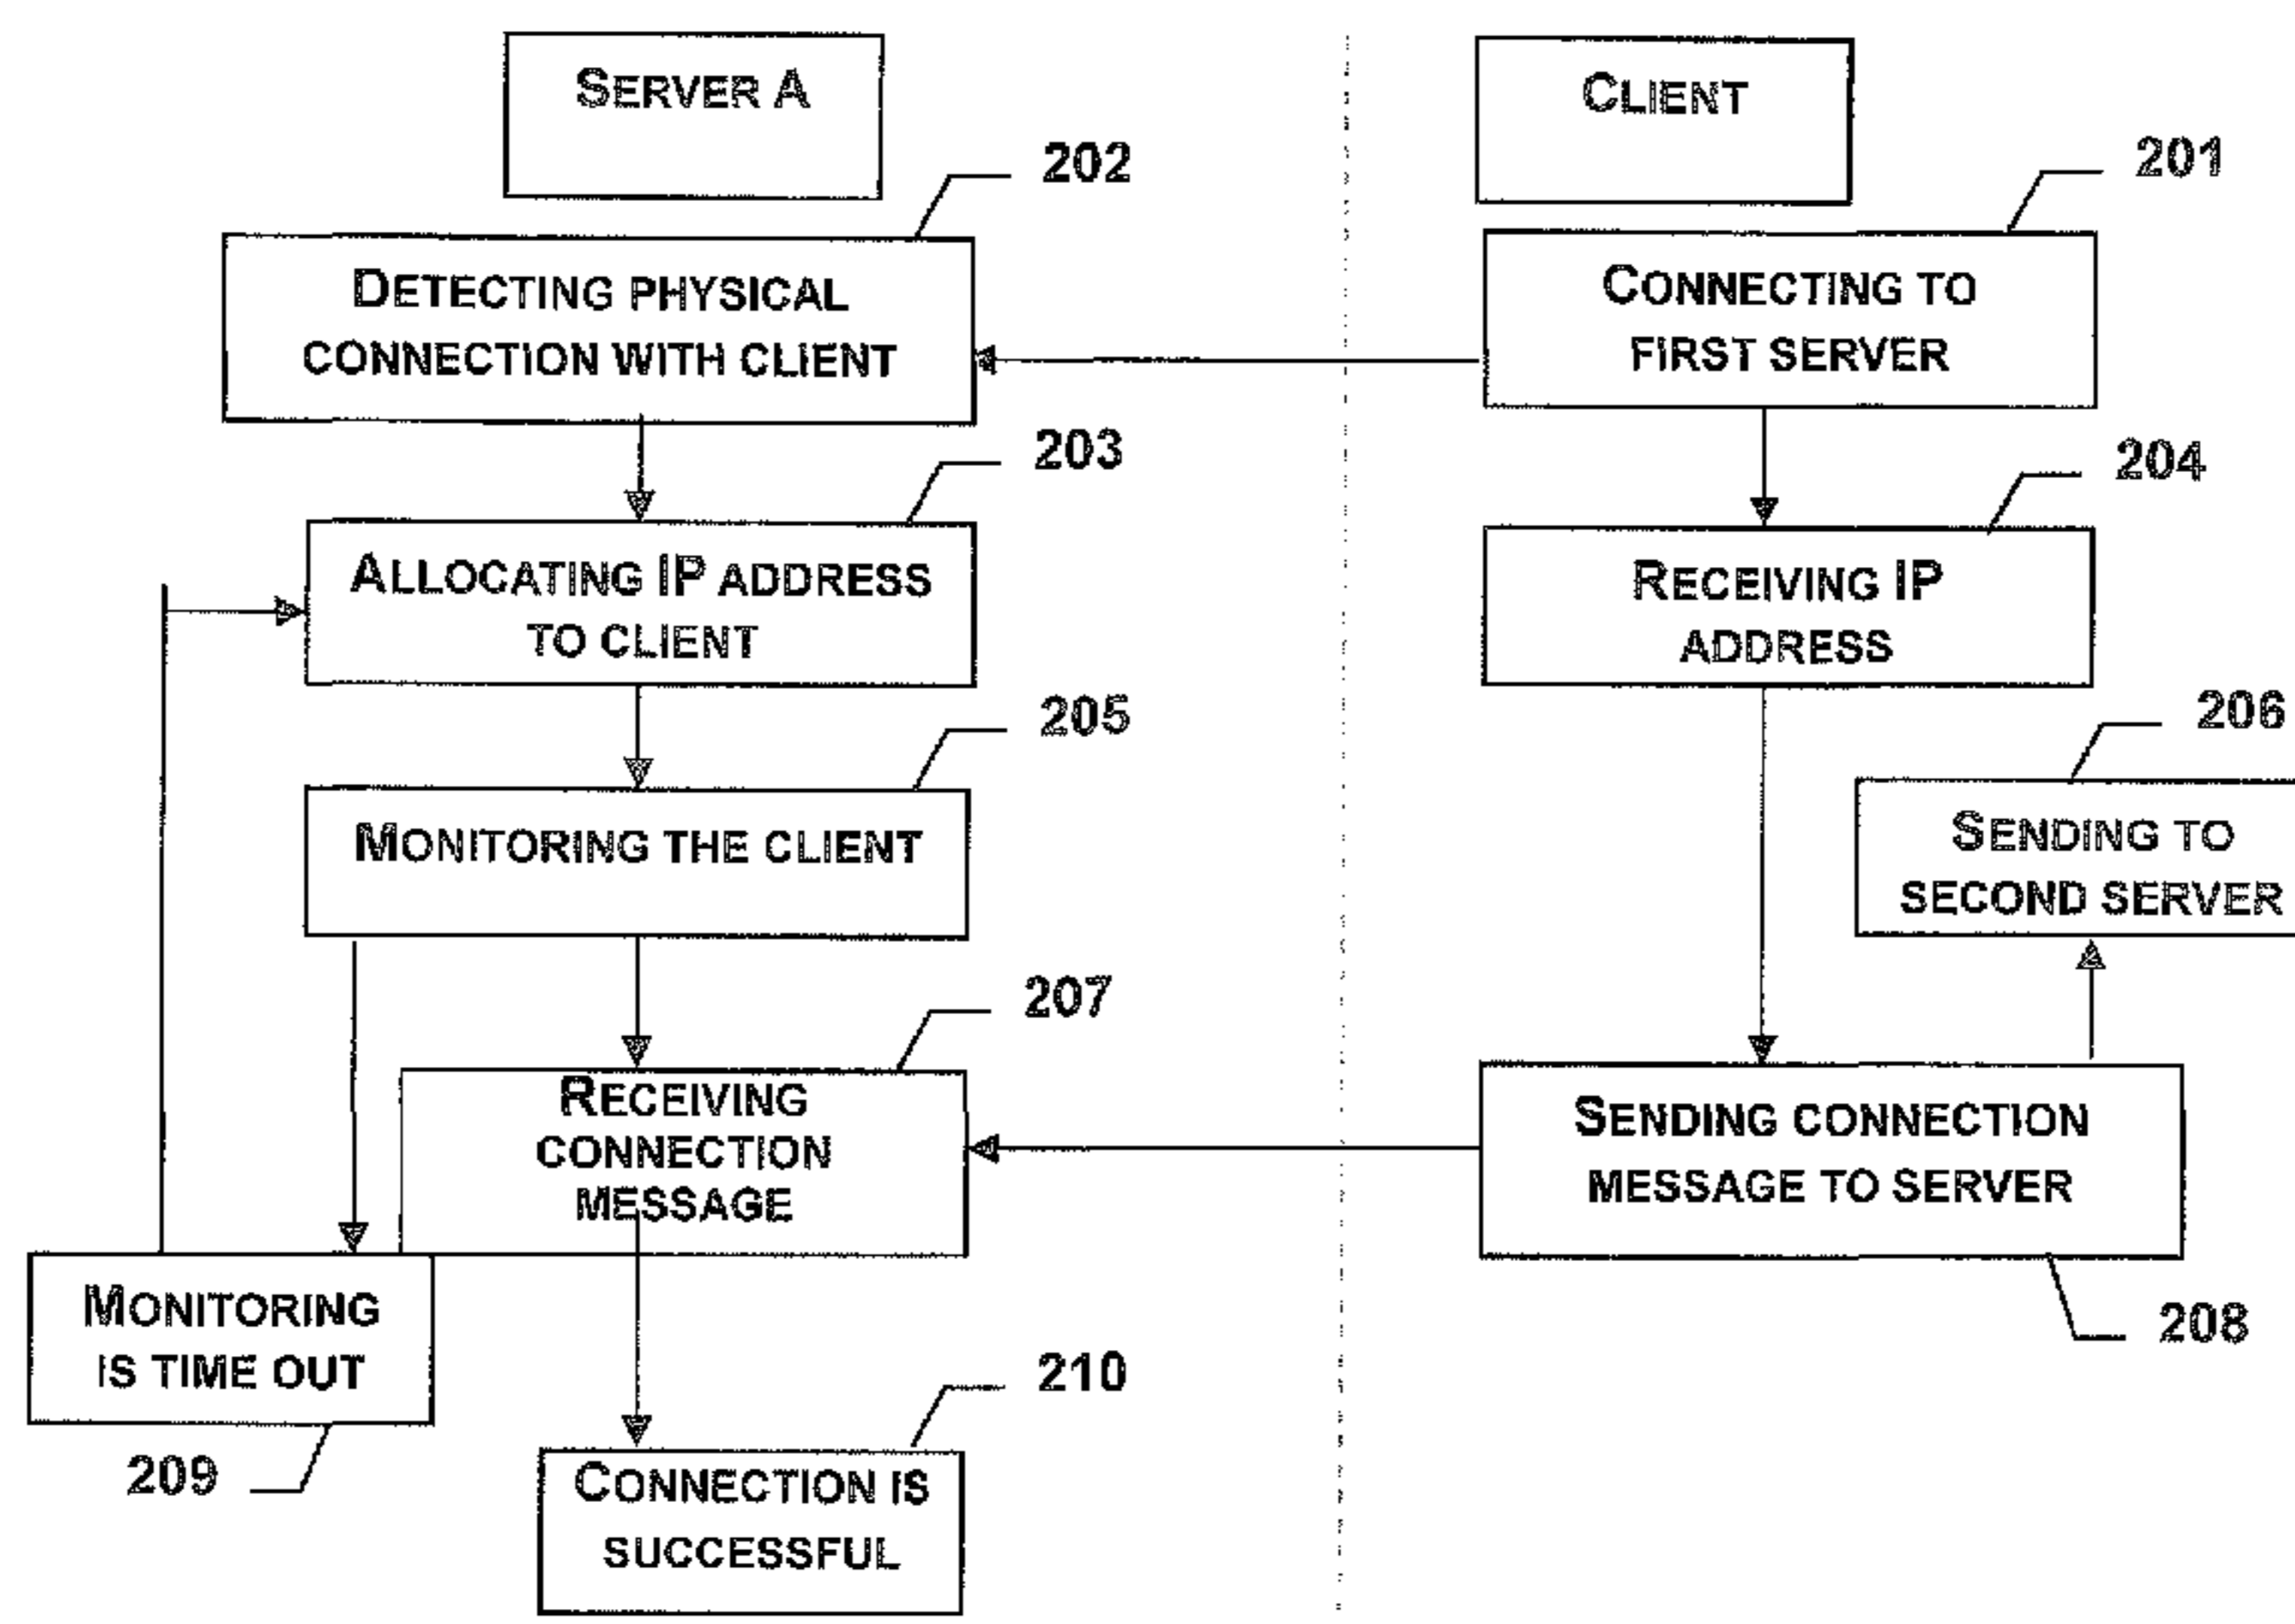 SERVER A
CLIENT
202
201
DETECTING PHYSICAL
CONNECTION WITH CLIENT
CONNECTING TO
FIRST SERVER
203
204
ALLOCATING IP ADDRESS
TO CLIENT
RECEIVING IP
ADDRESS
205
206
MONITORING THE CLIENT
SENDING TO
SECOND SERVER
207
RECEIVING
CONNECTION
MESSAGE
SENDING CONNECTION
MESSAGE TO SERVER
208
MONITORING
IS TIME OUT
209
210
CONNECTION IS
SUCCESSFUL